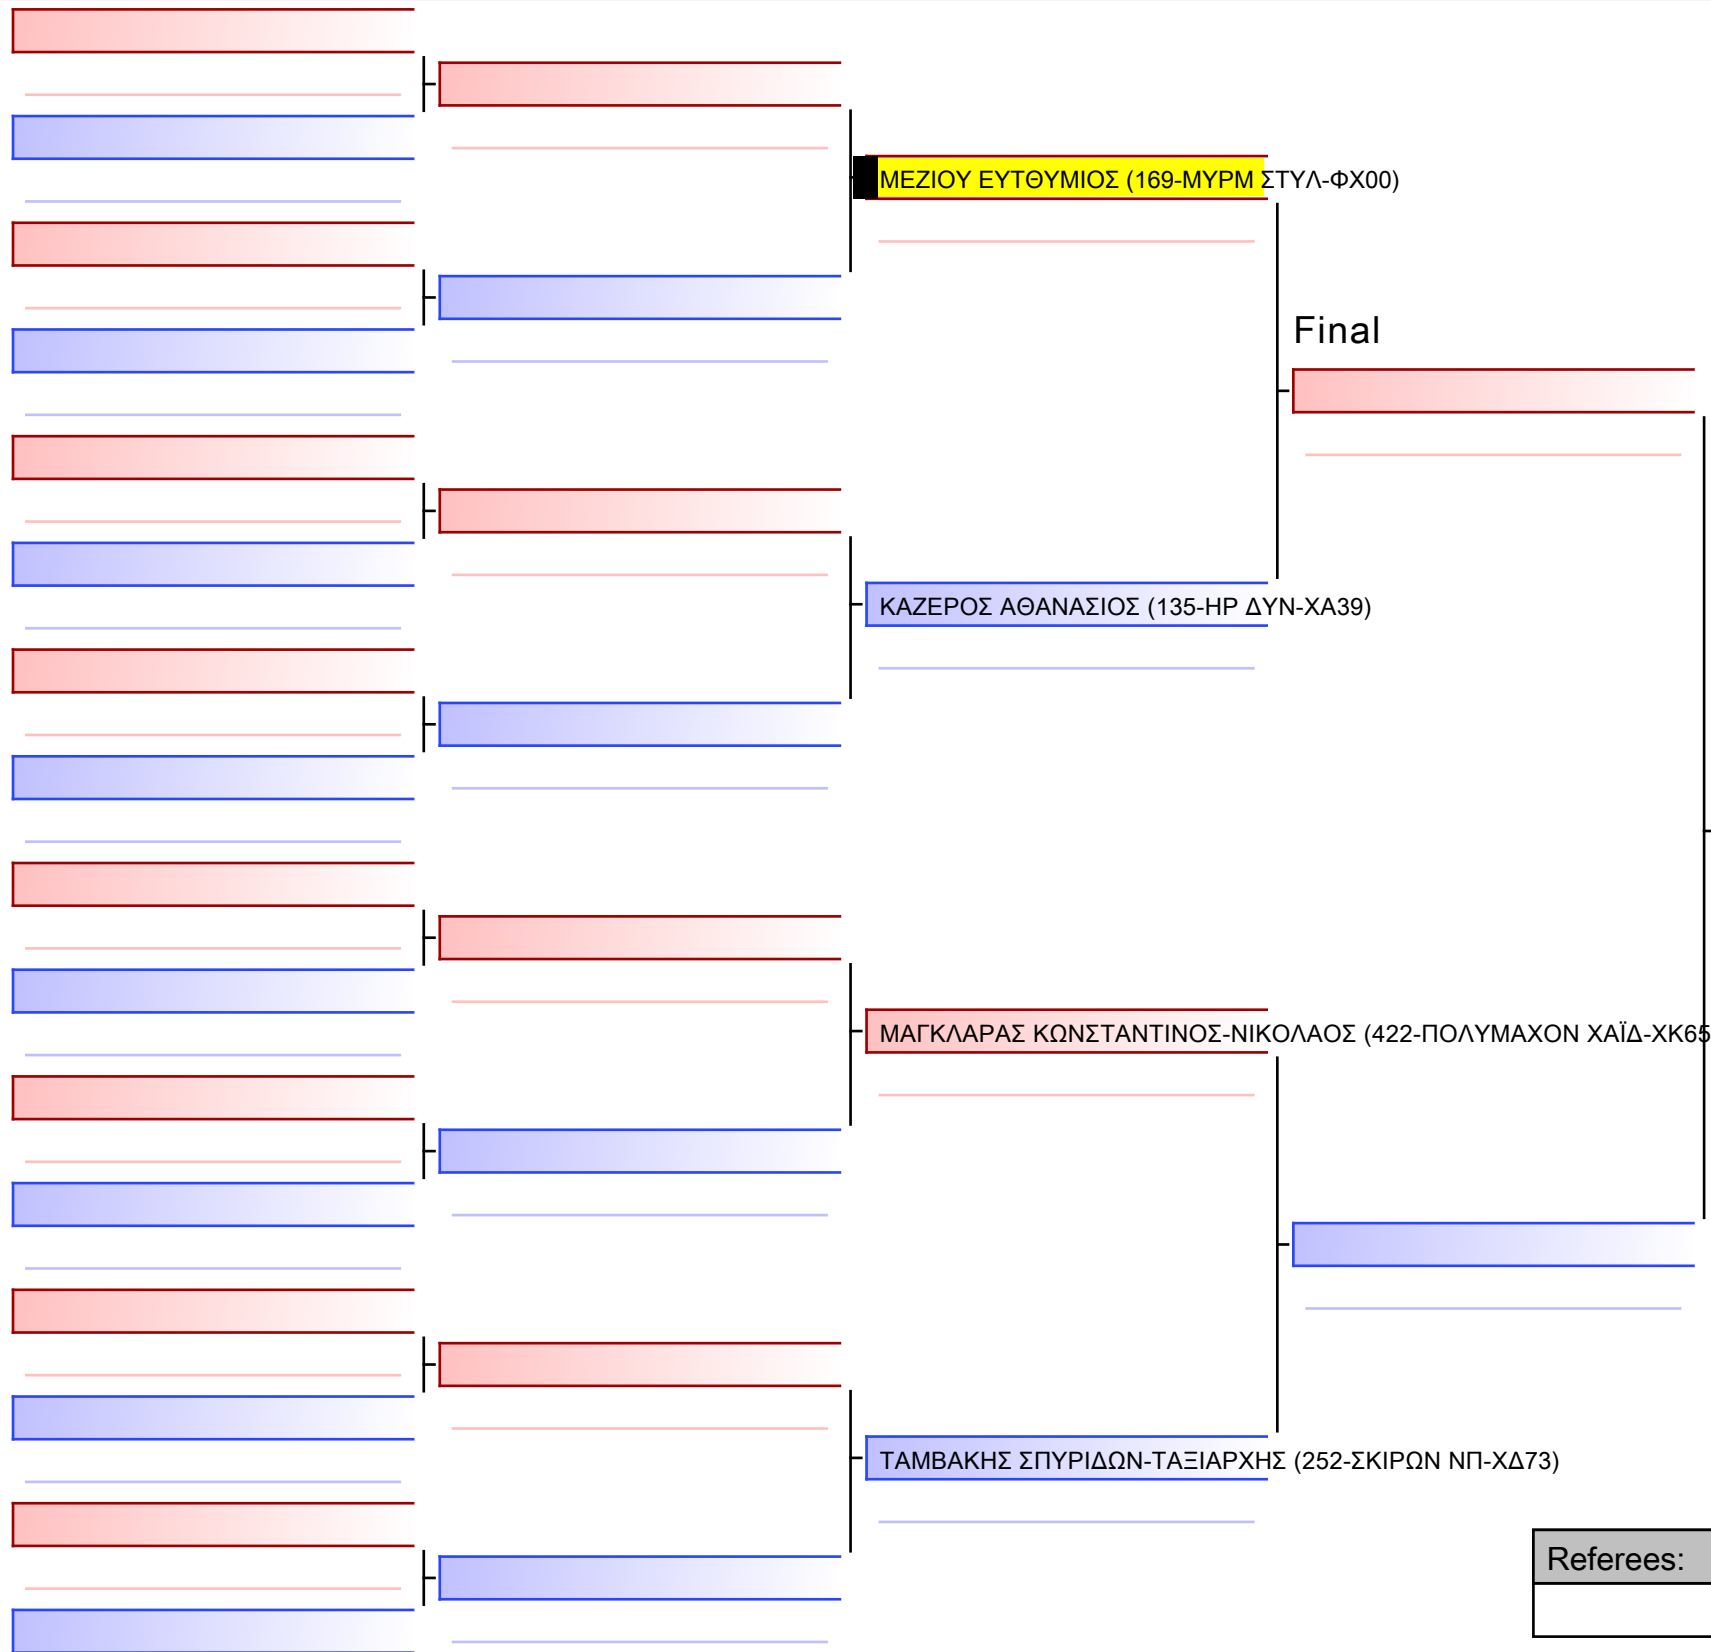 ΜΕΖΙΟΥ ΕΥΤΘΥΜΙΟΣ (169-ΜΥΡΜ ΣΤΥΛ-ΦΧ00)
Final
ΚΑΖΕΡΟΣ ΑΘΑΝΑΣΙΟΣ (135-ΗΡ ΔΥΝ-ΧΑ39)
ΜΑΓΚΛΑΡΑΣ ΚΩΝΣΤΑΝΤΙΝΟΣ-ΝΙΚΟΛΑΟΣ (422-ΠΟΛΥΜΑΧΟΝ ΧΑΪΔ-ΧΚ65
ΤΑΜΒΑΚΗΣ ΣΠΥΡΙΔΩΝ-ΤΑΞΙΑΡΧΗΣ (252-ΣΚΙΡΩΝ ΝΠ-ΧΔ73)
Referees: